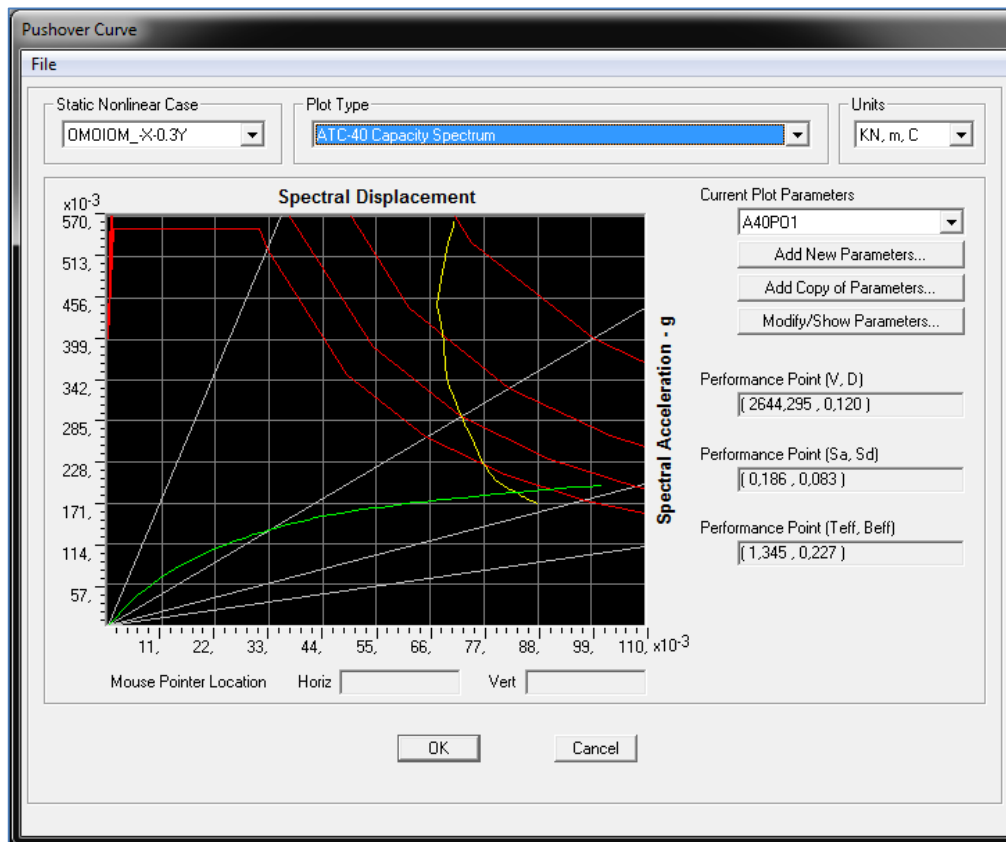 Pushover Curve
File
Static Nonlinear Case
OMOIOM_-X-0.3Y
Plot Type
ATC-40 Capacity Spectrum
Units
KN, m, C
Spectral Displacement
x10-3
570,
513,
456,
399,
342,
285,
228,
171,
114,
57,
11, 22, 33, 44, 55, 66, 77, 88, 99, 110, x10-3
Spectral Acceleration - g
Mouse Pointer Location Horiz Vert
Current Plot Parameters
A40PO1
Add New Parameters...
Add Copy of Parameters...
Modify/Show Parameters...
Performance Point (V, D)
( 2644,295 , 0,120 )
Performance Point (Sa, Sd)
( 0,186 , 0,083 )
Performance Point (Teff, Beff)
( 1,345 , 0,227 )
OK
Cancel